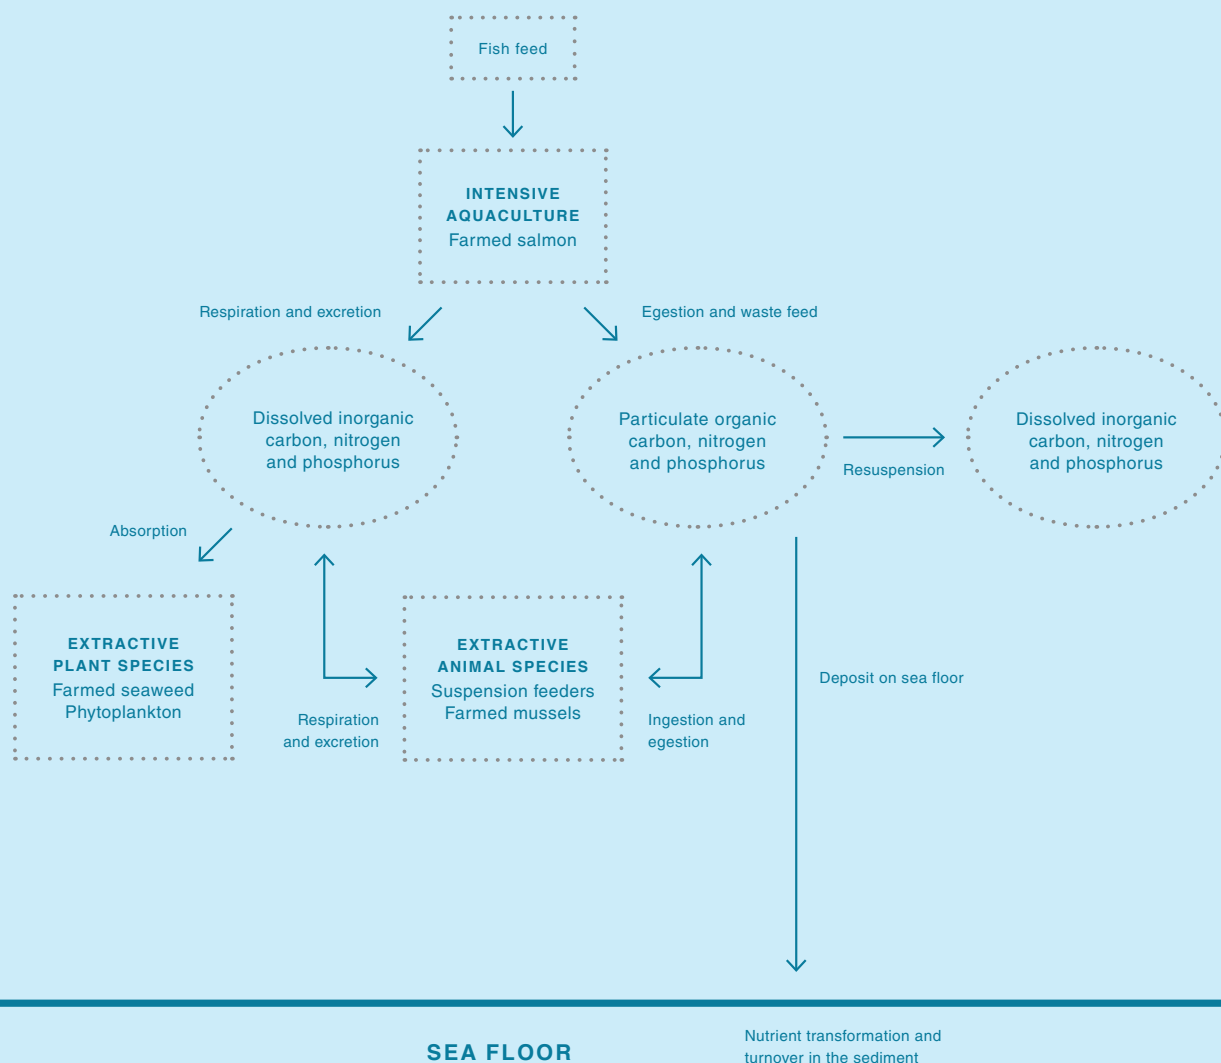 Fish feed
INTENSIVE
AQUACULTURE
Farmed salmon
Respiration and excretion
Egestion and waste feed
Dissolved inorganic
carbon, nitrogen
and phosphorus
Particulate organic
carbon, nitrogen
and phosphorus
Resuspension
Dissolved inorganic
carbon, nitrogen
and phosphorus
Absorption
EXTRACTIVE
PLANT SPECIES
Farmed seaweed
Phytoplankton
Respiration
and excretion
EXTRACTIVE
ANIMAL SPECIES
Suspension feeders
Farmed mussels
Ingestion and
egestion
Deposit on sea floor
SEA FLOOR
Nutrient transformation and
turnover in the sediment